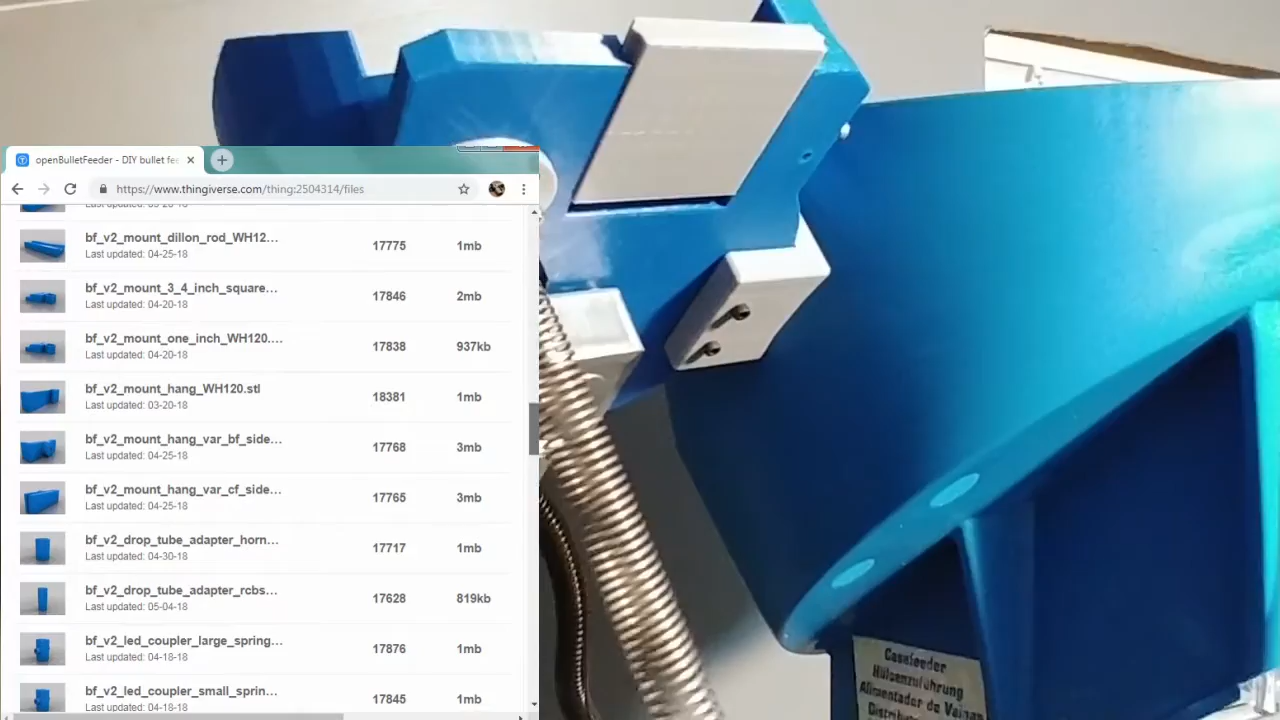 openBulletFeeder - DIY bullet fe
https://www.thingiverse.com/thing:2504314/files
bf_v2_mount_dillon_rod_WH12...
17775
1mb
Last updated: 04-25-18
bf_v2_mount_3_4_inch_square...
17846
2mb
Last updated: 04-20-18
bf_v2_mount_one_inch_WH120....
17838
937kb
Last updated: 04-20-18
bf_v2_mount_hang_WH120.stl
18381
1mb
Last updated: 03-20-18
bf_v2_mount_hang_var_bf_side...
17768
3mb
Last updated: 04-25-18
bf_v2_mount_hang_var_cf_side...
17765
3mb
Last updated: 04-25-18
bf_v2_drop_tube_adapter_horn...
17717
1mb
Last updated: 04-30-18
bf_v2_drop_tube_adapter_rcbs...
17628
819kb
Last updated: 05-04-18
bf_v2_led_coupler_large_spring...
17876
1mb
Last updated: 04-18-18
bf_v2_led_coupler_small_sprin...
17845
1mb
Last updated: 04-18-18
Casefeeder
Hülsenzuführung
Alimentador de Vainas